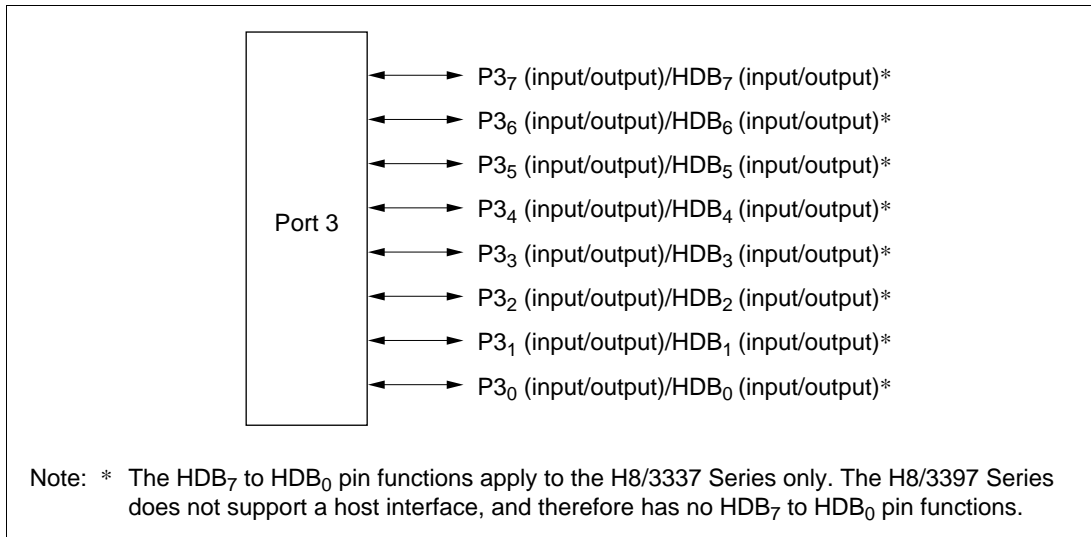 P3₇ (input/output)/HDB₇ (input/output)*
P3₆ (input/output)/HDB₆ (input/output)*
P3₅ (input/output)/HDB₅ (input/output)*
P3₄ (input/output)/HDB₄ (input/output)*
Port 3
P3₃ (input/output)/HDB₃ (input/output)*
P3₂ (input/output)/HDB₂ (input/output)*
P3₁ (input/output)/HDB₁ (input/output)*
P3₀ (input/output)/HDB₀ (input/output)*
Note: * The HDB₇ to HDB₀ pin functions apply to the H8/3337 Series only. The H8/3397 Series
does not support a host interface, and therefore has no HDB₇ to HDB₀ pin functions.